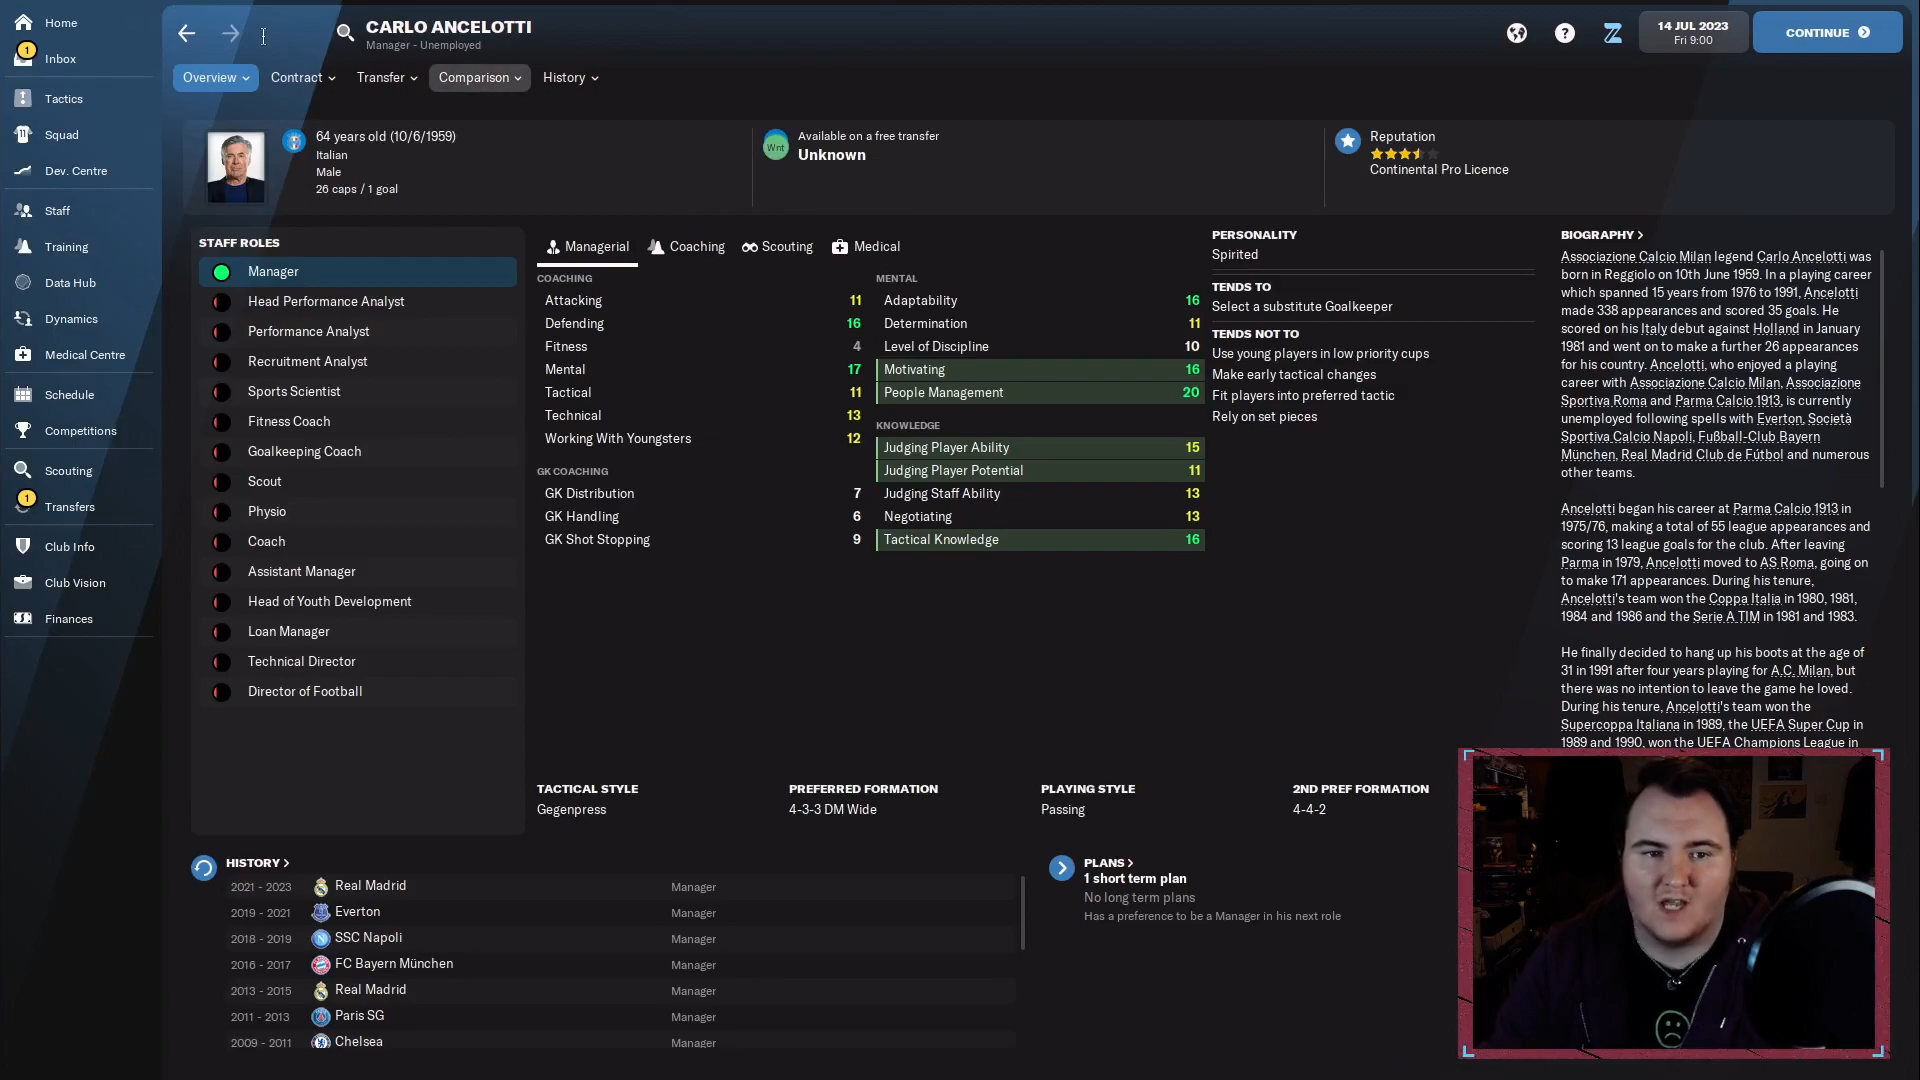 Home
1
Inbox
Tactics
Squad
Dev. Centre
Staff
Training
Data Hub
Dynamics
Medical Centre
Schedule
Competitions
Scouting
1
Transfers
Club Info
Club Vision
Finances
CARLO ANCELOTTI
Manager - Unemployed
14 JUL 2023
Fri 9:00
CONTINUE
Overview
Contract
Transfer
Comparison
History
64 years old (10/6/1959)
Italian
Male
26 caps / 1 goal
Wnt
Available on a free transfer
Unknown
Reputation
Continental Pro Licence
STAFF ROLES
Manager
Head Performance Analyst
Performance Analyst
Recruitment Analyst
Sports Scientist
Fitness Coach
Goalkeeping Coach
Scout
Physio
Coach
Assistant Manager
Head of Youth Development
Loan Manager
Technical Director
Director of Football
Managerial
Coaching
Scouting
Medical
COACHING
Attacking 11
Defending 16
Fitness 4
Mental 17
Tactical 11
Technical 13
Working With Youngsters 12
GK COACHING
GK Distribution 7
GK Handling 6
GK Shot Stopping 9
MENTAL
Adaptability 16
Determination 11
Level of Discipline 10
Motivating 16
People Management 20
KNOWLEDGE
Judging Player Ability 15
Judging Player Potential 11
Judging Staff Ability 13
Negotiating 13
Tactical Knowledge 16
PERSONALITY
Spirited
TENDS TO
Select a substitute Goalkeeper
TENDS NOT TO
Use young players in low priority cups
Make early tactical changes
Fit players into preferred tactic
Rely on set pieces
BIOGRAPHY >
Associazione Calcio Milan legend Carlo Ancelotti was
born in Reggiolo on 10th June 1959. In a playing career
which spanned 15 years from 1976 to 1991, Ancelotti
made 338 appearances and scored 35 goals. He
scored on his Italy debut against Holland in January
1981 and went on to make a further 26 appearances
for his country. Ancelotti, who enjoyed a playing
career with Associazione Calcio Milan, Associazione
Sportiva Roma and Parma Calcio 1913, is currently
unemployed following spells with Everton, Società
Sportiva Calcio Napoli, Fußball-Club Bayern
München, Real Madrid Club de Fútbol and numerous
other teams.
Ancelotti began his career at Parma Calcio 1913 in
1975/76, making a total of 55 league appearances and
scoring 13 league goals for the club. After leaving
Parma in 1979, Ancelotti moved to AS Roma, going on
to make 171 appearances. During his tenure,
Ancelotti's team won the Coppa Italia in 1980, 1981,
1984 and 1986 and the Serie A TIM in 1981 and 1983.
He finally decided to hang up his boots at the age of
31 in 1991 after four years playing for A.C. Milan, but
there was no intention to leave the game he loved.
During his tenure, Ancelotti's team won the
Supercoppa Italiana in 1989, the UEFA Super Cup in
1989 and 1990, won the UEFA Champions League in
TACTICAL STYLE
Gegenpress
PREFERRED FORMATION
4-3-3 DM Wide
PLAYING STYLE
Passing
2ND PREF FORMATION
4-4-2
HISTORY >
2021 - 2023 Real Madrid Manager
2019 - 2021 Everton Manager
2018 - 2019 SSC Napoli Manager
2016 - 2017 FC Bayern München Manager
2013 - 2015 Real Madrid Manager
2011 - 2013 Paris SG Manager
2009 - 2011 Chelsea Manager
PLANS >
1 short term plan
No long term plans
Has a preference to be a Manager in his next role